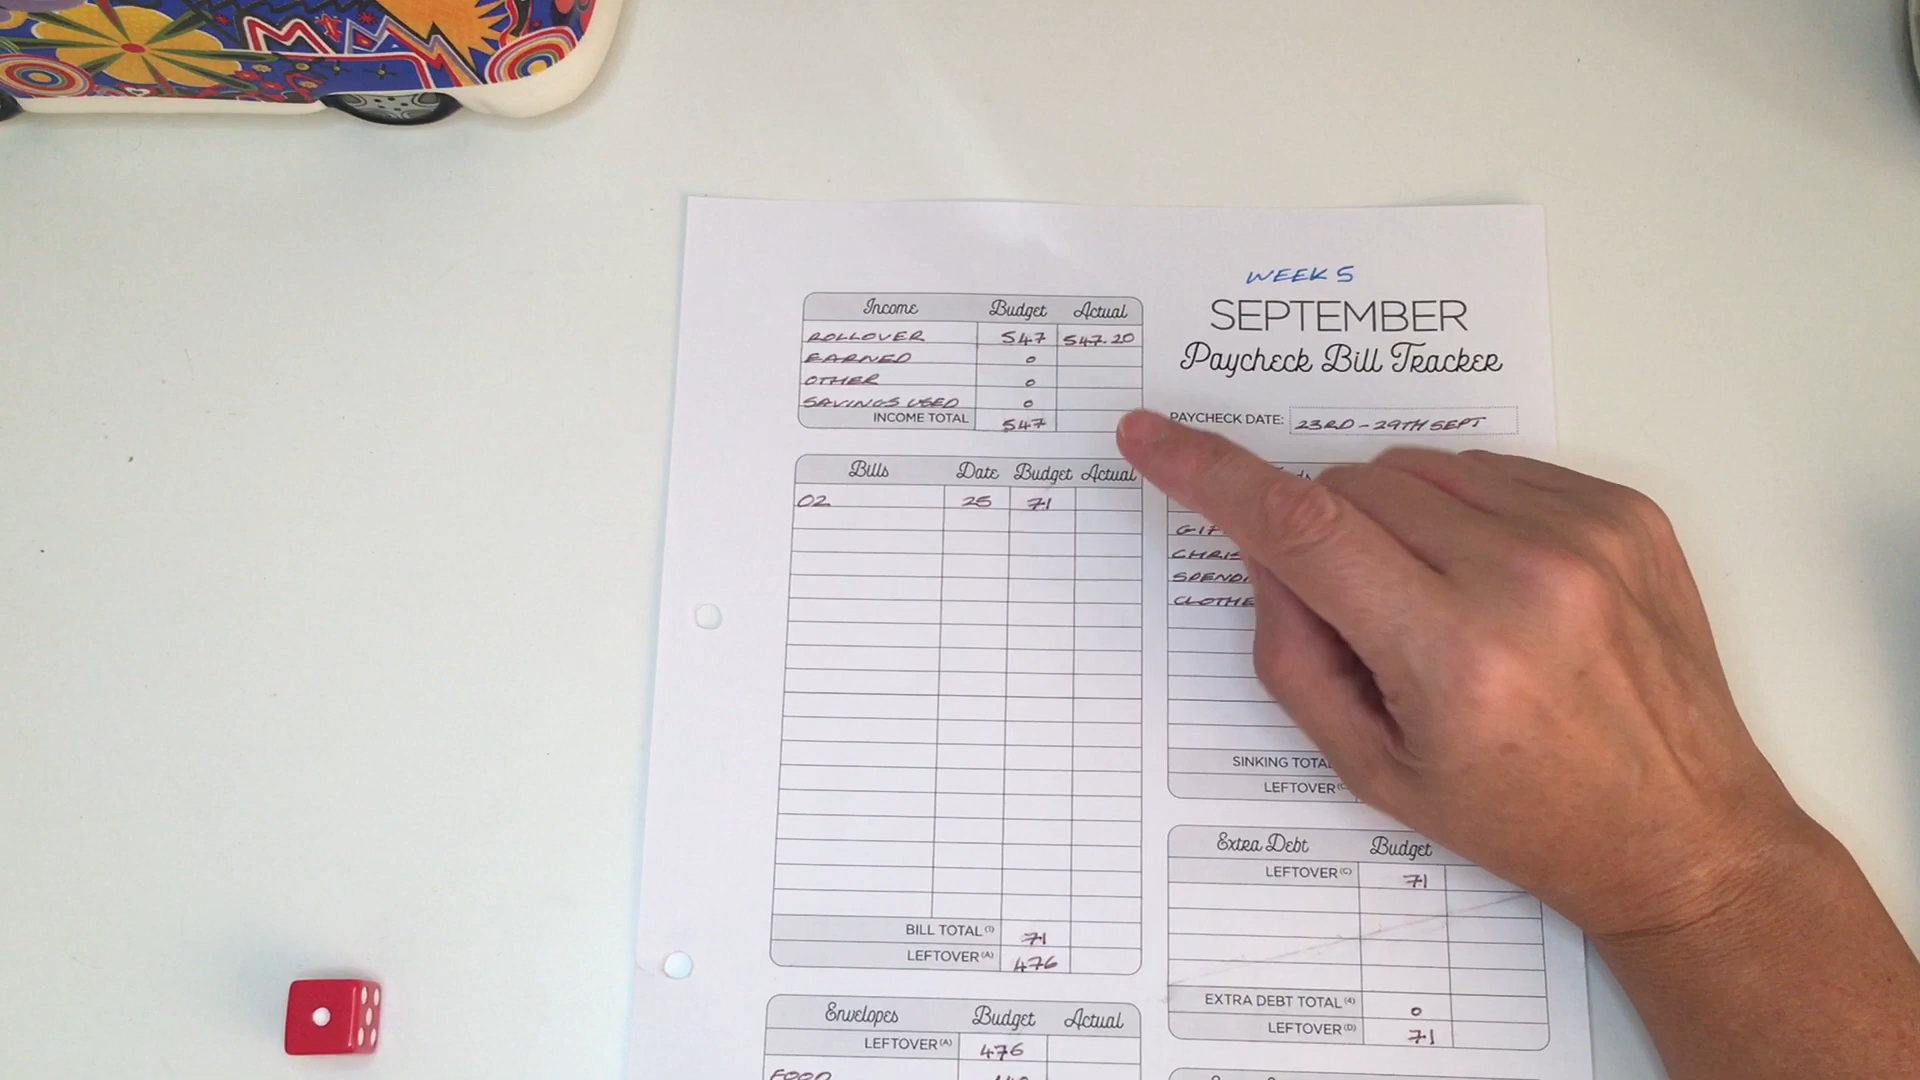 WEEK 5
SEPTEMBER
Paycheck Bill Tracker
PAYCHECK DATE: 23RD - 29TH SEPT
Income Budget Actual
ROLLOVER 547 547.20
EARNED 0
OTHER 0
SAVINGS USED 0
INCOME TOTAL 547
Bills Date Budget Actual
O2 25 71
BILL TOTAL (1) 71
LEFTOVER (A) 476
Envelopes Budget Actual
LEFTOVER (A) 476
FOOD
SINKING
LEFTOVER
Extra Debt Budget
LEFTOVER (C) 71
EXTRA DEBT TOTAL (4) 0
LEFTOVER (D) 71